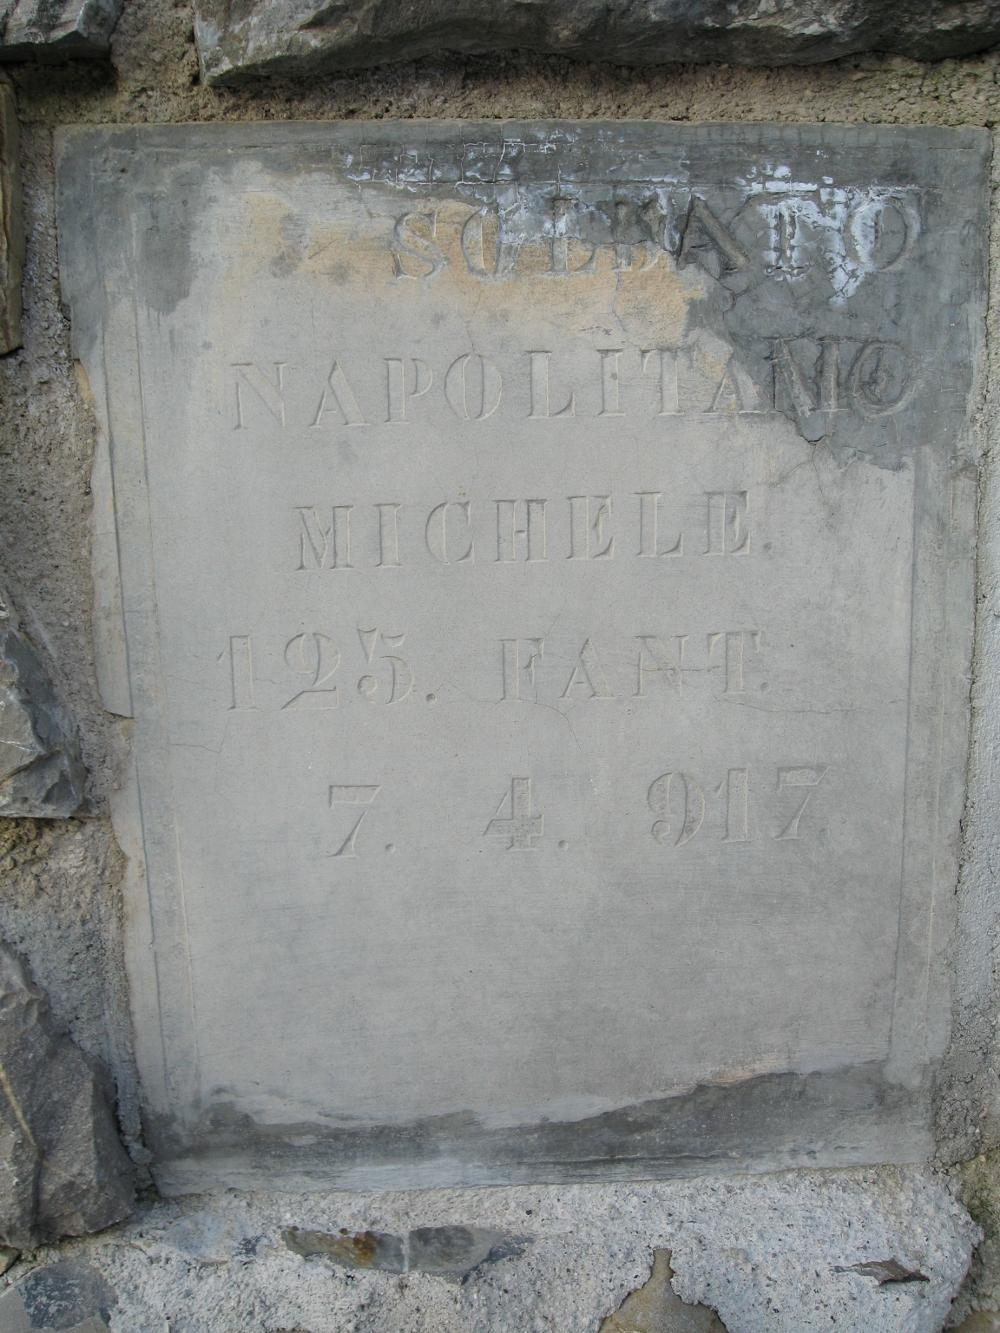 SOLDATO
NAPOLITANO
MICHELE.
125. FANT.
7. 4. 917